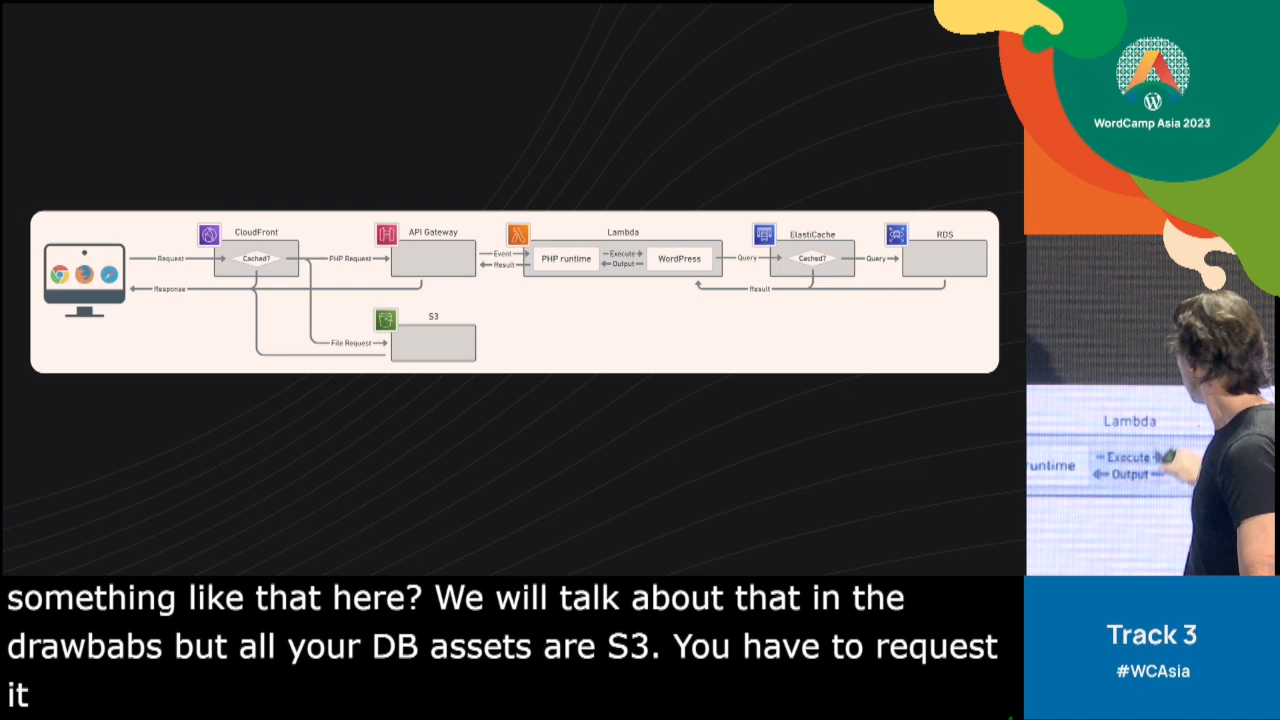 WordCamp Asia 2023
CloudFront
API Gateway
Lambda
ElastiCache
RDS
Request
Cached?
PHP Request
Event
Result
PHP runtime
Execute
Output
WordPress
Query
Cached?
Query
Response
Result
S3
File Request
Lambda
untime
Execute
Output
something like that here? We will talk about that in the
drawbabs but all your DB assets are S3. You have to request
it
Track 3
#WCAsia